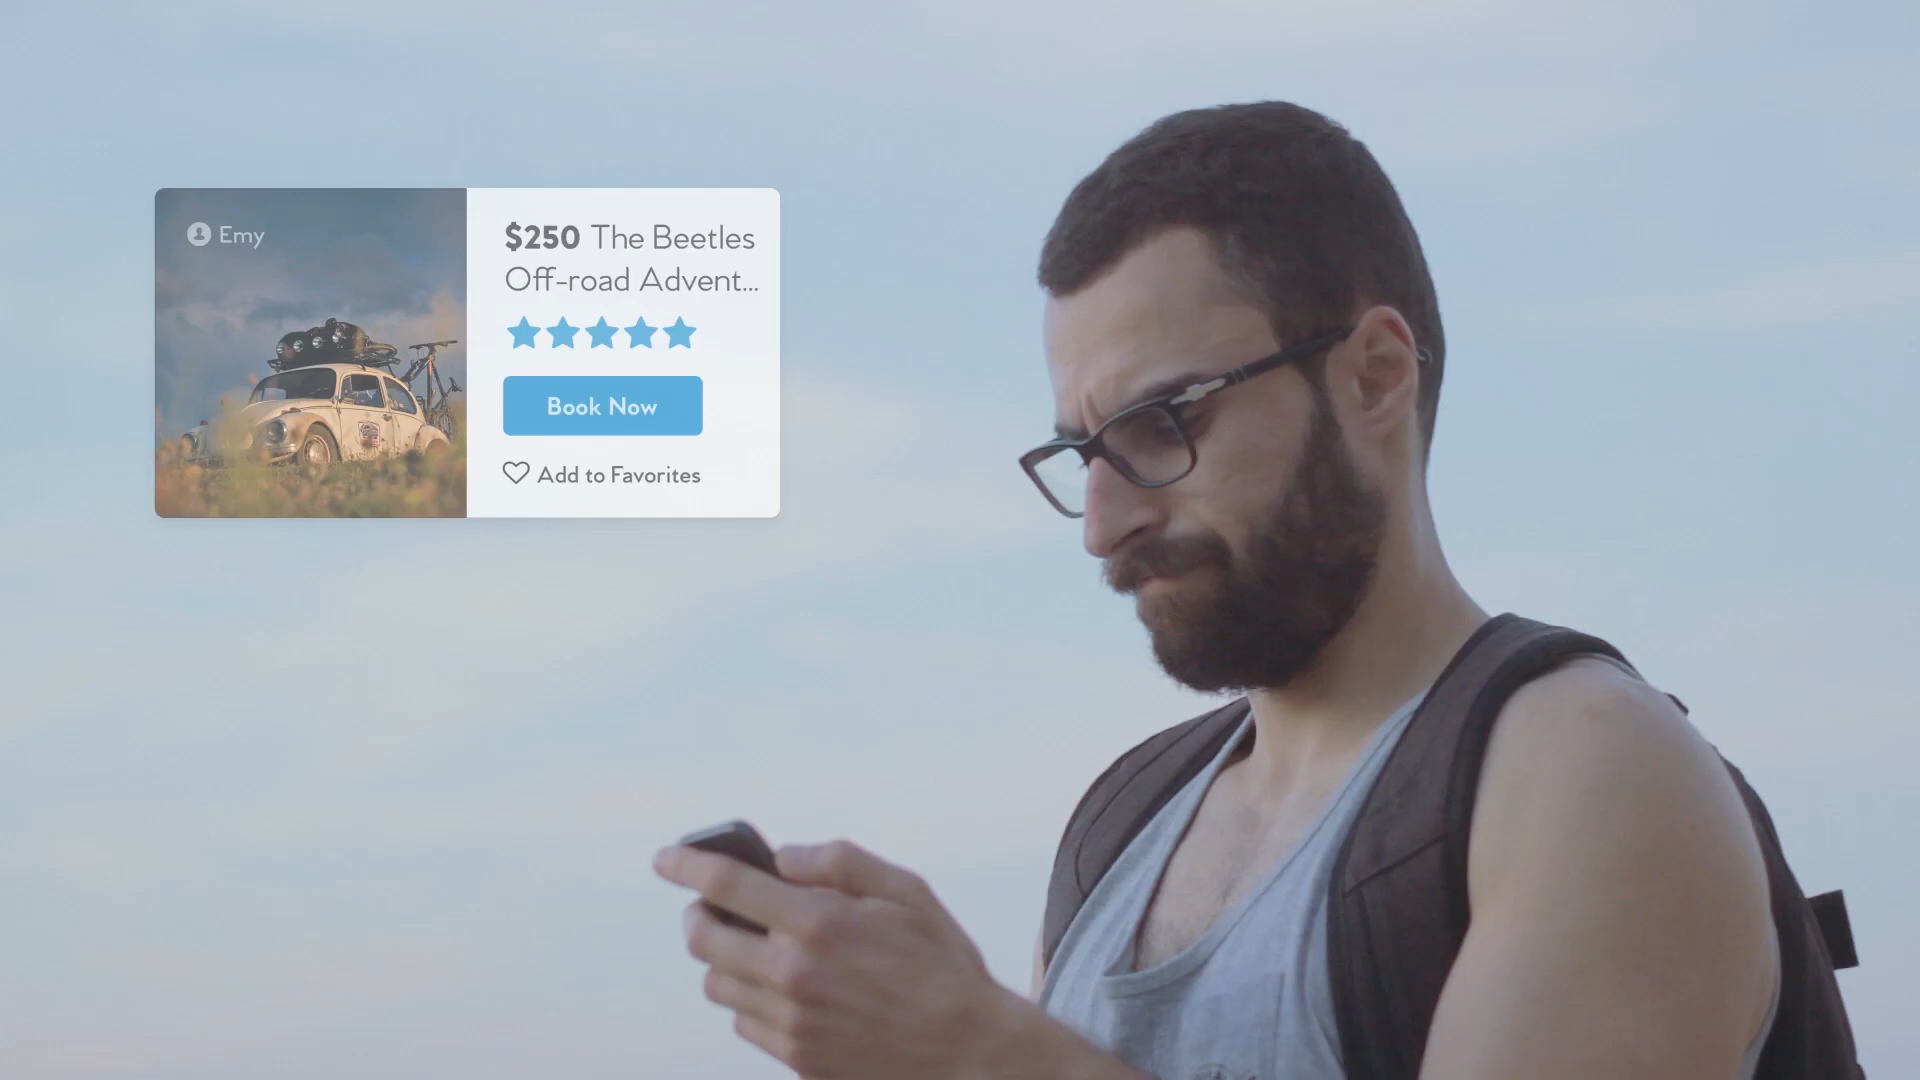 Emy
$250 The Beetles
Off-road Advent...
Book Now
Add to Favorites